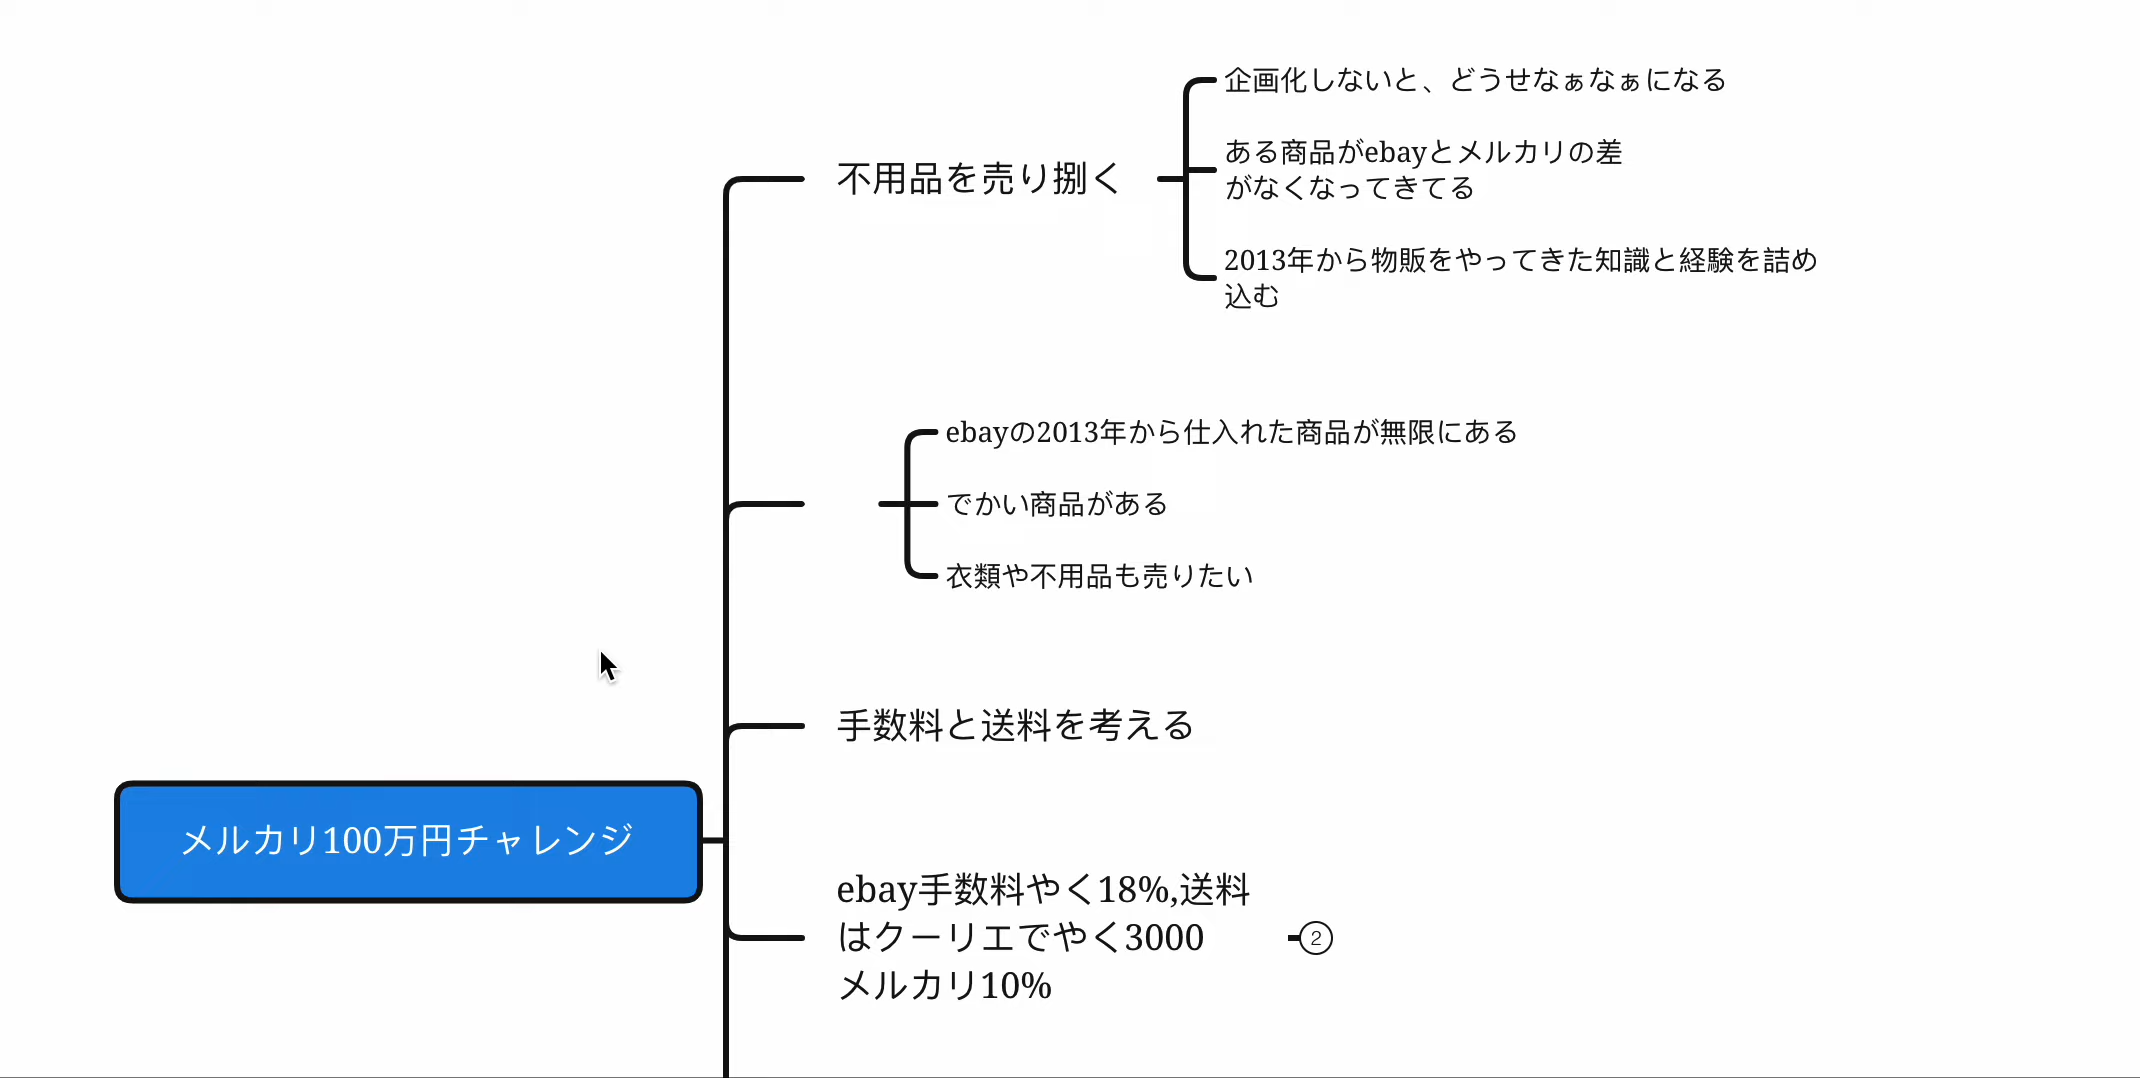 企画化しないと、どうせなぁなぁになる
不用品を売り捌く
ある商品がebayとメルカリの差
がなくなってきてる
2013年から物販をやってきた知識と経験を詰め
込む
ebayの2013年から仕入れた商品が無限にある
でかい商品がある
衣類や不用品も売りたい
手数料と送料を考える
メルカリ100万円チャレンジ
ebay手数料やく18%,送料
はクーリエでやく3000
メルカリ10%
2